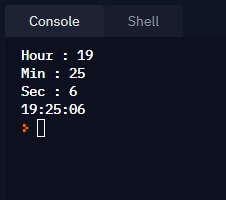 Console Shell
Hour : 19
Min : 25
Sec : 6
19:25:06
>